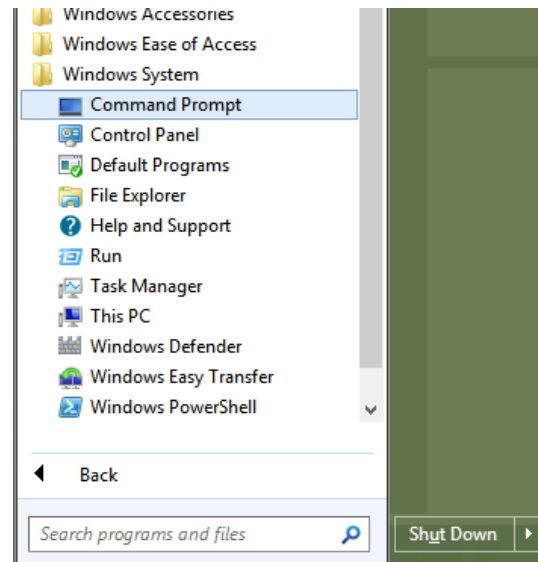 Windows Accessories
Windows Ease of Access
Windows System
Command Prompt
Control Panel
Default Programs
File Explorer
Help and Support
Run
Task Manager
This PC
Windows Defender
Windows Easy Transfer
Windows PowerShell
Back
Search programs and files
Shut Down